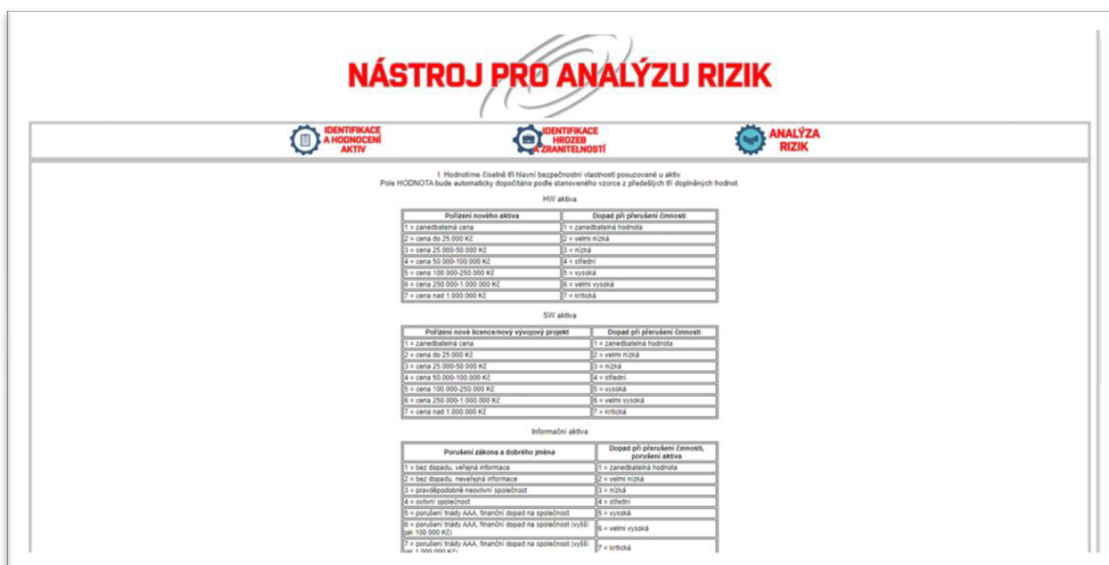 NÁSTROJ PRO ANALÝZU RIZIK
IDENTIFIKACE
A HODNOCENÍ
AKTIV
IDENTIFIKACE
HROZEB
A ZRANITELNOSTÍ
ANALÝZA
RIZIK
I. Hodnotíme číselně tři hlavní bezpečnostní vlastnosti posuzované u aktiv.
Pole HODNOTA bude automaticky dopočítáno podle stanoveného vzorce z předešlých tří doplněných hodnot.
HW aktiva
Pořízení nového aktiva Dopad při přerušení činnosti
1 = zanedbatelná cena 1 = zanedbatelná hodnota
2 = cena do 25.000 Kč 2 = velmi nízká
3 = cena 25.000-50.000 Kč 3 = nízká
4 = cena 50.000-100.000 Kč 4 = střední
5 = cena 100.000-250.000 Kč 5 = vysoká
6 = cena 250.000-1.000.000 Kč 6 = velmi vysoká
7 = cena nad 1.000.000 Kč 7 = kritická
SW aktiva
Pořízení nové licence/nový vývojový projekt Dopad při přerušení činnosti
1 = zanedbatelná cena 1 = zanedbatelná hodnota
2 = cena do 25.000 Kč 2 = velmi nízká
3 = cena 25.000-50.000 Kč 3 = nízká
4 = cena 50.000-100.000 Kč 4 = střední
5 = cena 100.000-250.000 Kč 5 = vysoká
6 = cena 250.000-1.000.000 Kč 6 = velmi vysoká
7 = cena nad 1.000.000 Kč 7 = kritická
Informační aktiva
Porušení zákona a dobrého jména Dopad při přerušení činnosti,
porušení aktiva
1 = bez dopadu, veřejná informace 1 = zanedbatelná hodnota
2 = bez dopadu, neveřejná informace 2 = velmi nízká
3 = pravděpodobně neovlivní společnost 3 = nízká
4 = ovlivní společnost 4 = střední
5 = porušení triády AAA, finanční dopad na společnost 5 = vysoká
6 = porušení triády AAA, finanční dopad na společnost (vyšší
jak 100 000 Kč) 6 = velmi vysoká
7 = porušení triády AAA, finanční dopad na společnost (vyšší
jak 1 000 000 Kč) 7 = kritická